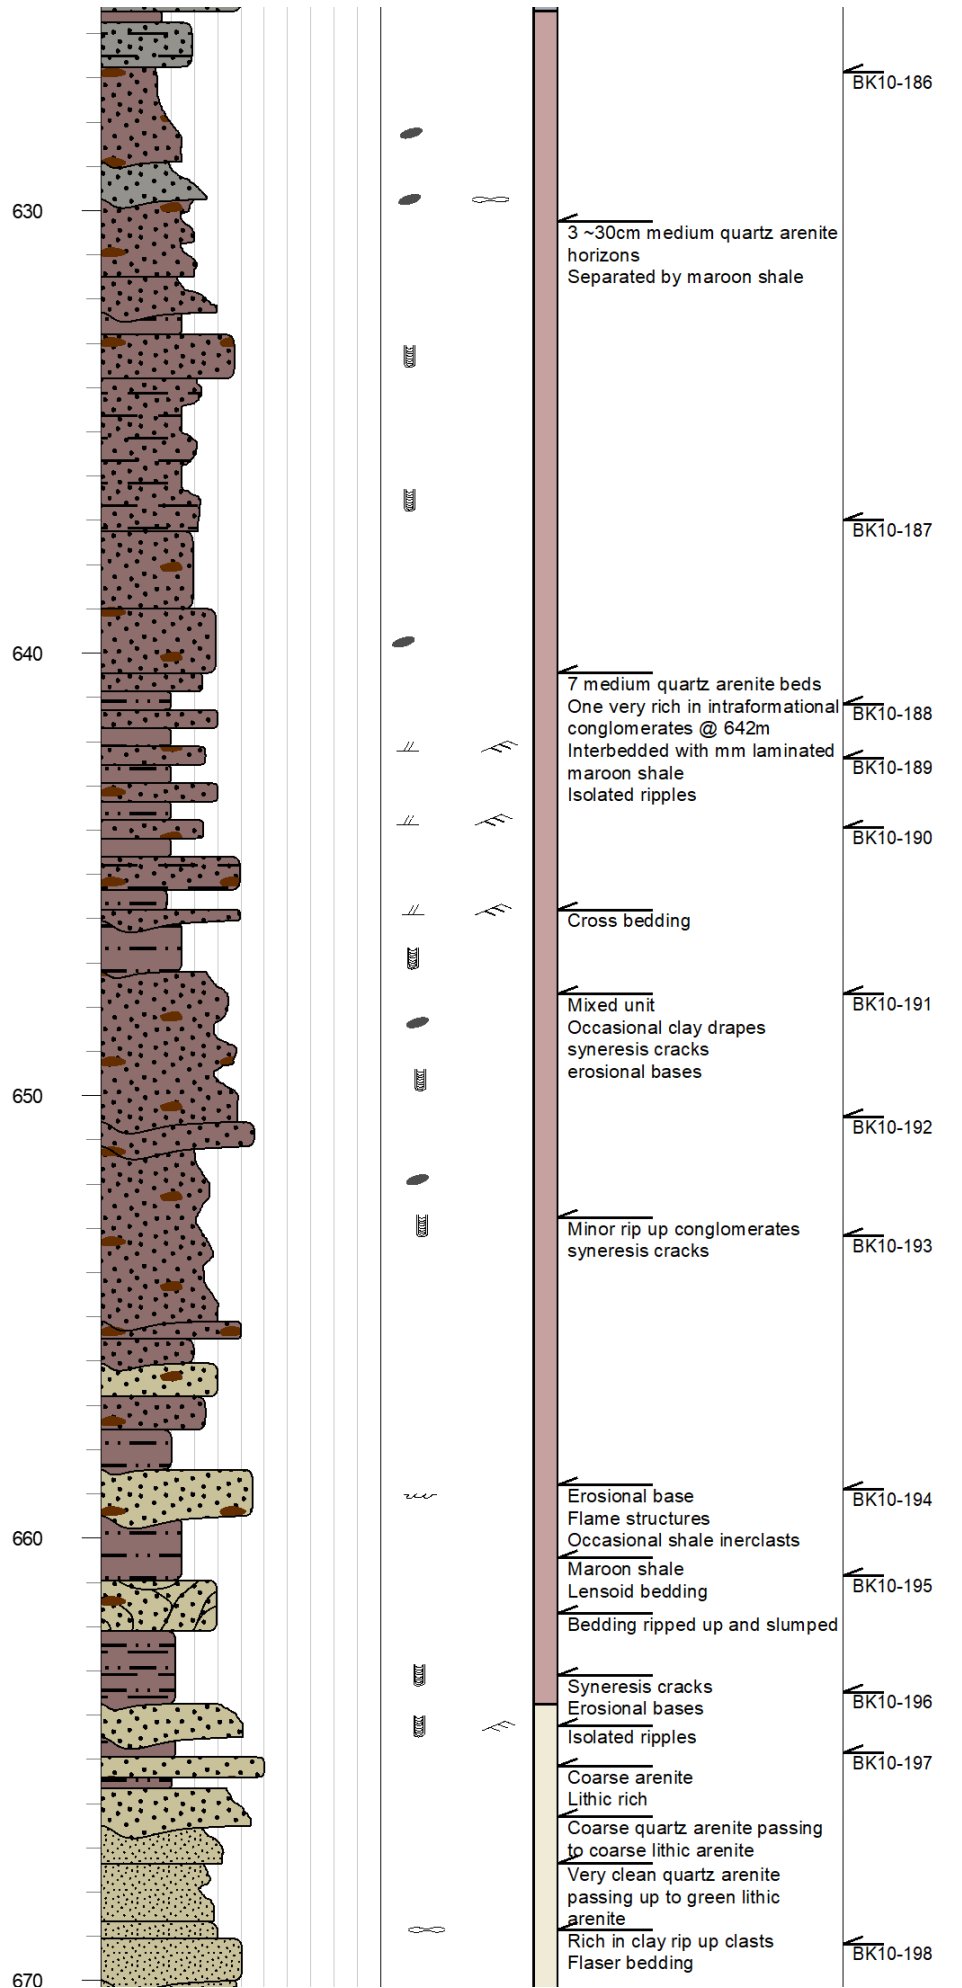 BK10-186
630
3 ~30cm medium quartz arenite
horizons
Separated by maroon shale
BK10-187
640
7 medium quartz arenite beds
One very rich in intraformational
conglomerates @ 642m
Interbedded with mm laminated
maroon shale
Isolated ripples
BK10-188
BK10-189
BK10-190
Cross bedding
Mixed unit
Occasional clay drapes
syneresis cracks
erosional bases
BK10-191
650
BK10-192
Minor rip up conglomerates
syneresis cracks
BK10-193
Erosional base
Flame structures
Occasional shale inerclasts
BK10-194
660
Maroon shale
Lensoid bedding
BK10-195
Bedding ripped up and slumped
Syneresis cracks
Erosional bases
BK10-196
Isolated ripples
BK10-197
Coarse arenite
Lithic rich
Coarse quartz arenite passing
to coarse lithic arenite
Very clean quartz arenite
passing up to green lithic
arenite
Rich in clay rip up clasts
Flaser bedding
BK10-198
670